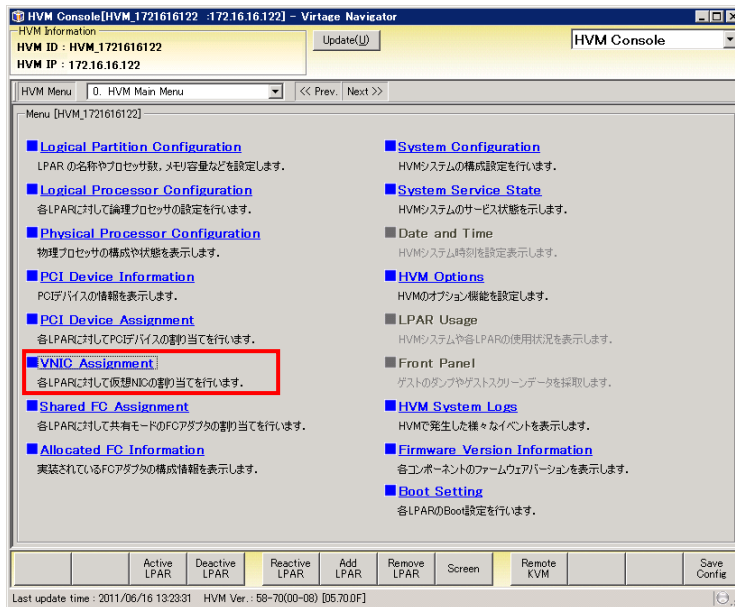 HVM Console[HVM_1721616122 :172.16.16.122] - Virtage Navigator
HVM Information
HVM ID : HVM_1721616122
HVM IP : 172.16.16.122
Update(U)
HVM Console
HVM Menu
0. HVM Main Menu
<< Prev.
Next >>
Menu [HVM_1721616122]
Logical Partition Configuration
LPAR の名称やプロセッサ数, メモリ容量などを設定します.
Logical Processor Configuration
各LPARに対して論理プロセッサの設定を行います.
Physical Processor Configuration
物理プロセッサの構成や状態を表示します.
PCI Device Information
PCIデバイスの情報を表示します.
PCI Device Assignment
各LPARに対してPCIデバイスの割り当てを行います.
VNIC Assignment
各LPARに対して仮想NICの割り当てを行います.
Shared FC Assignment
各LPARに対して共有モードのFCアダプタの割り当てを行います.
Allocated FC Information
実装されているFCアダプタの構成情報を表示します.
System Configuration
HVMシステムの構成設定を行います.
System Service State
HVMシステムのサービス状態を示します.
Date and Time
HVMシステム時刻を設定表示します.
HVM Options
HVMのオプション機能を設定します.
LPAR Usage
HVMシステムや各LPARの使用状況を表示します.
Front Panel
ゲストのダンプやゲストスクリーンデータを採取します.
HVM System Logs
HVMで発生した様々なイベントを表示します.
Firmware Version Information
各コンポーネントのファームウェアバージョンを表示します.
Boot Setting
各LPARのBoot設定を行います.
Active LPAR
Deactive LPAR
Reactive LPAR
Add LPAR
Remove LPAR
Screen
Remote KVM
Save Config
Last update time : 2011/06/16 13:23:31 HVM Ver. : 58-70(00-08) [05.70.0F]